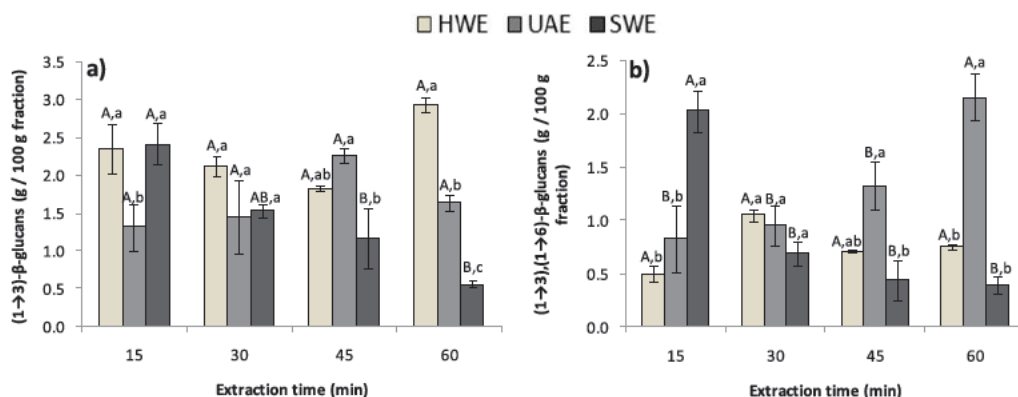 HWE UAE SWE
a)
(1→3)-β-glucans (g / 100 g fraction)
3.5
3.0
2.5
2.0
1.5
1.0
0.5
0.0
A,a A,b A,a
A,a A,a AB,a
A,ab A,a B,b
A,a A,b B,c
15 30 45 60
Extraction time (min)
b)
(1→3),(1→6)-β-glucans (g / 100 g
fraction)
2.5
2.0
1.5
1.0
0.5
0.0
A,b B,b A,a
A,a B,a B,a
A,ab B,a B,b
A,b A,a B,b
15 30 45 60
Extraction time (min)